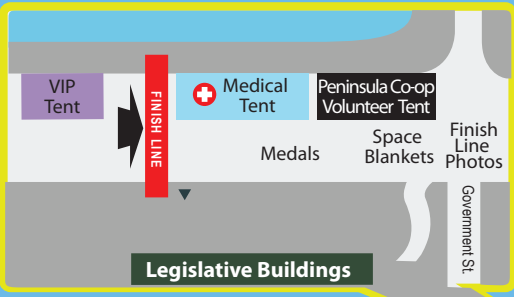 VIP
Tent
FINISH LINE
Medical
Tent
Peninsula Co-op
Volunteer Tent
Medals
Space
Blankets
Finish
Line
Photos
Government St.
Legislative Buildings